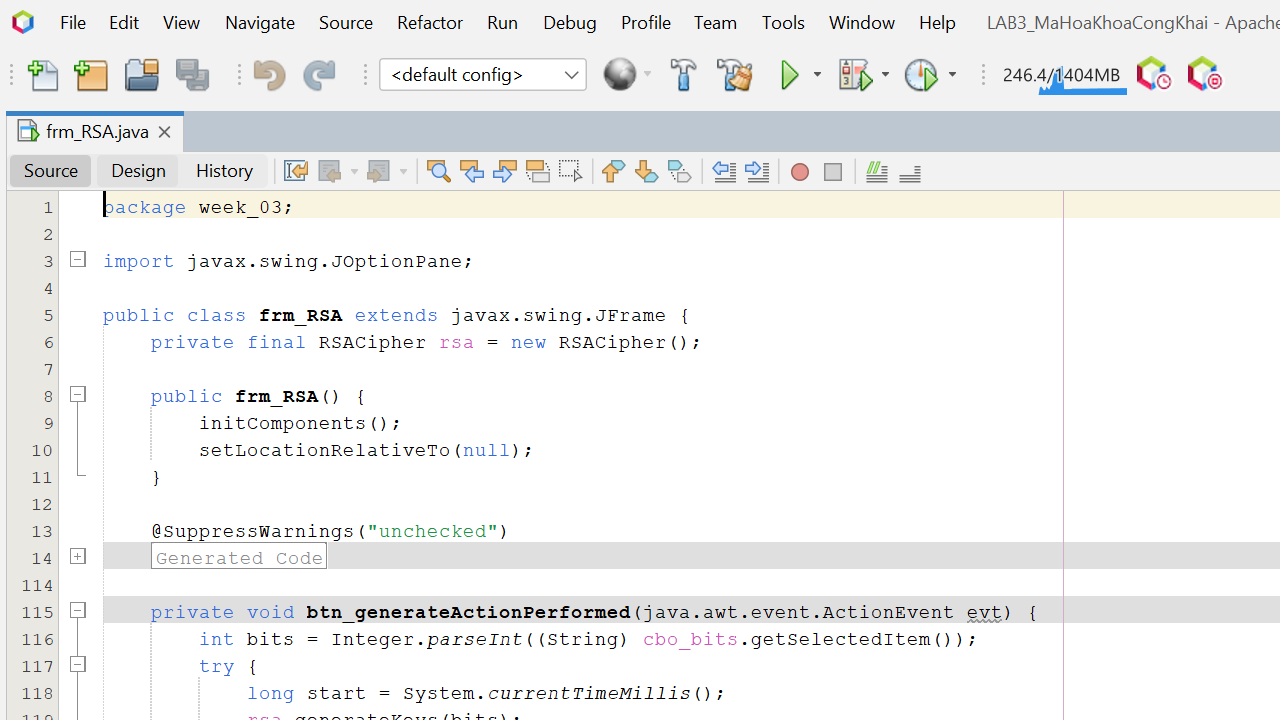 File Edit View Navigate Source Refactor Run Debug Profile Team Tools Window Help LAB3_MaHoaKhoaCongKhai - Apache
<default config> 246.4/1404MB
frm_RSA.java
Source Design History
1 package week_03;
2
3 import javax.swing.JOptionPane;
4
5 public class frm_RSA extends javax.swing.JFrame {
6 private final RSACipher rsa = new RSACipher();
7
8 public frm_RSA() {
9 initComponents();
10 setLocationRelativeTo(null);
11 }
12
13 @SuppressWarnings("unchecked")
14 Generated Code
114
115 private void btn_generateActionPerformed(java.awt.event.ActionEvent evt) {
116 int bits = Integer.parseInt((String) cbo_bits.getSelectedItem());
117 try {
118 long start = System.currentTimeMillis();
119 rsa.generateKeys(bits);